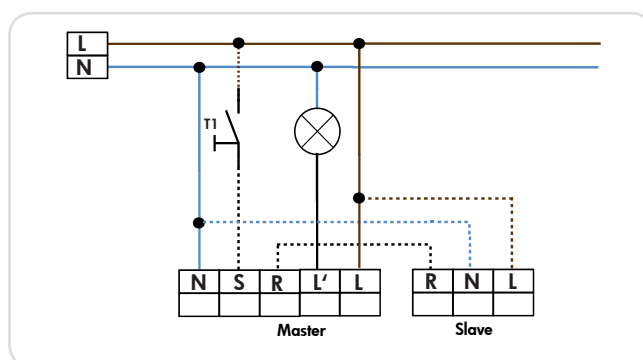 L
N
T1
N S R L‘ L
R N L
Master
Slave